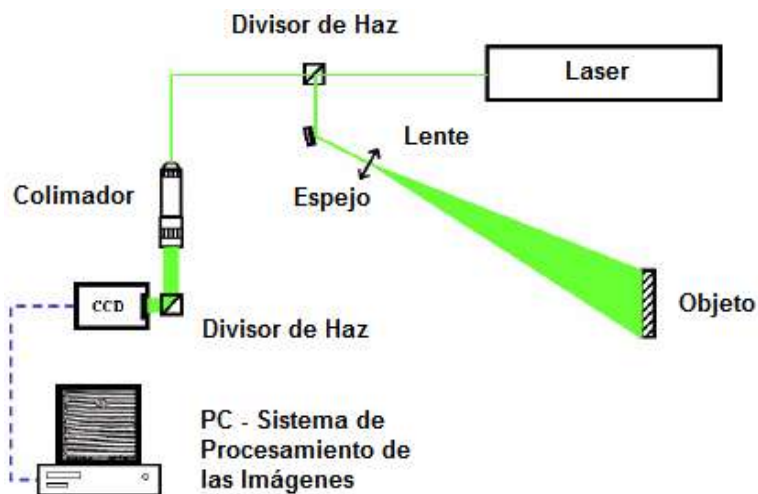 Divisor de Haz
Laser
Lente
Espejo
Colimador
CCD
Objeto
Divisor de Haz
PC - Sistema de
Procesamiento de
las Imágenes